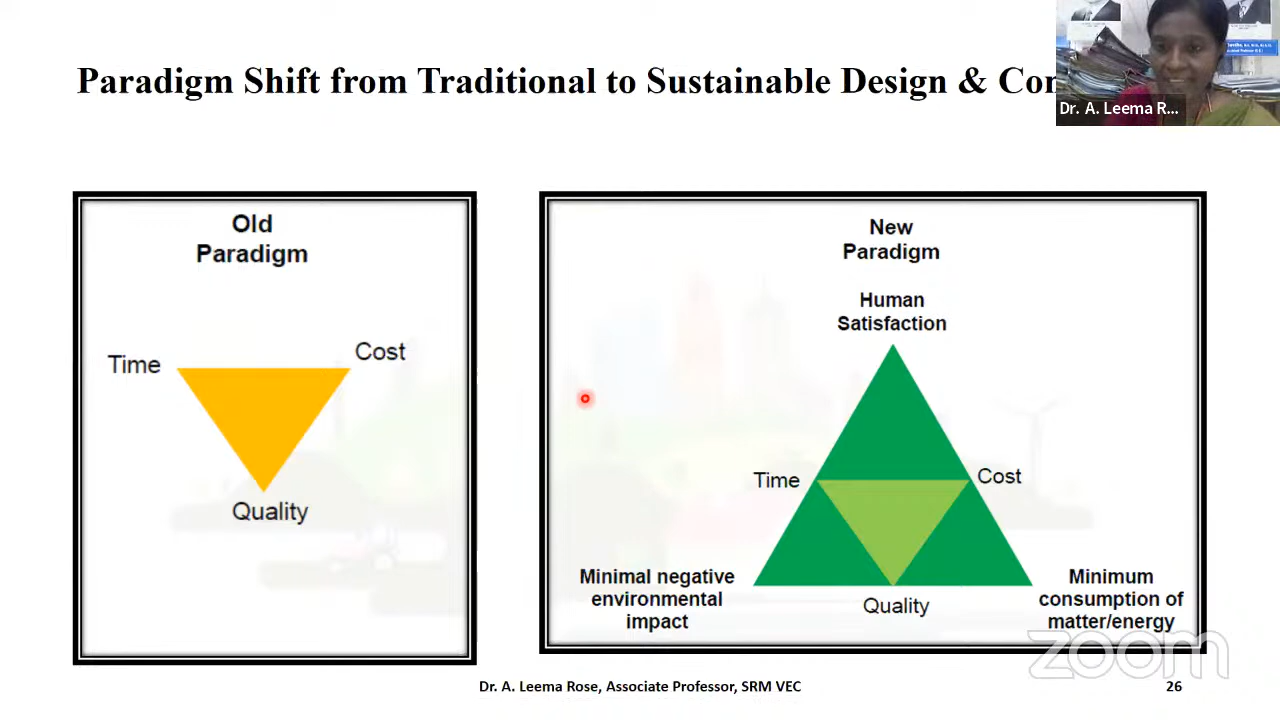 Paradigm Shift from Traditional to Sustainable Design & Con
Dr. A. Leema R...
Old
Paradigm
Time
Cost
Quality
New
Paradigm
Human
Satisfaction
Time
Cost
Minimal negative
environmental
impact
Quality
Minimum
consumption of
matter/energy
zoom
Dr. A. Leema Rose, Associate Professor, SRM VEC
26